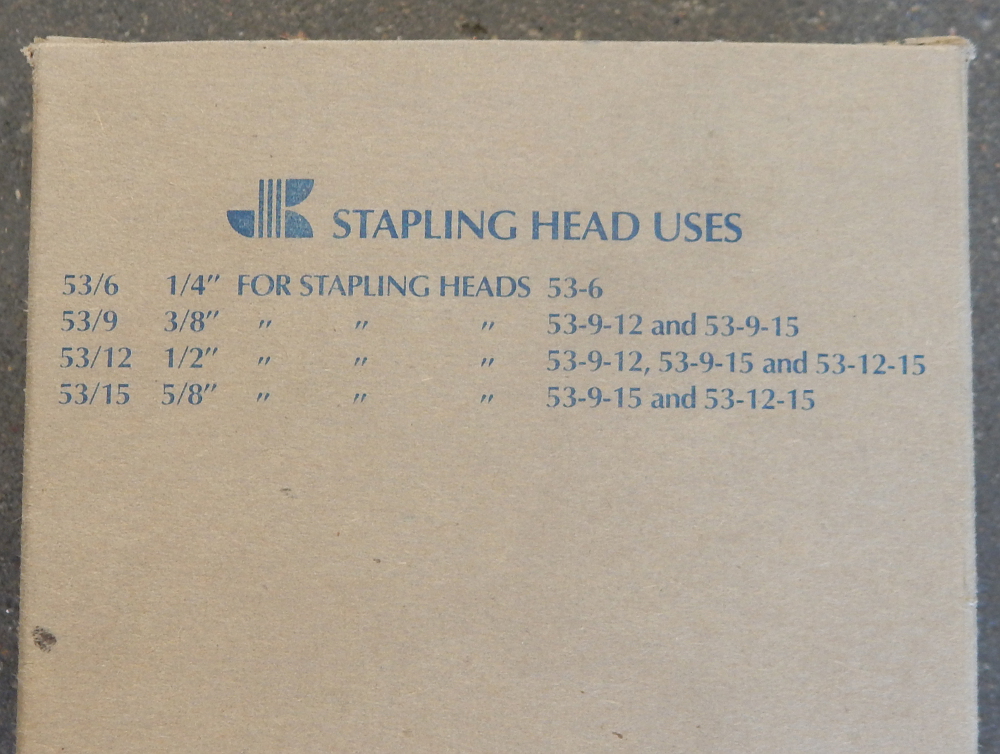 JK STAPLING HEAD USES
53/6 1/4" FOR STAPLING HEADS 53-6
53/9 3/8" " " " 53-9-12 and 53-9-15
53/12 1/2" " " " 53-9-12, 53-9-15 and 53-12-15
53/15 5/8" " " " 53-9-15 and 53-12-15